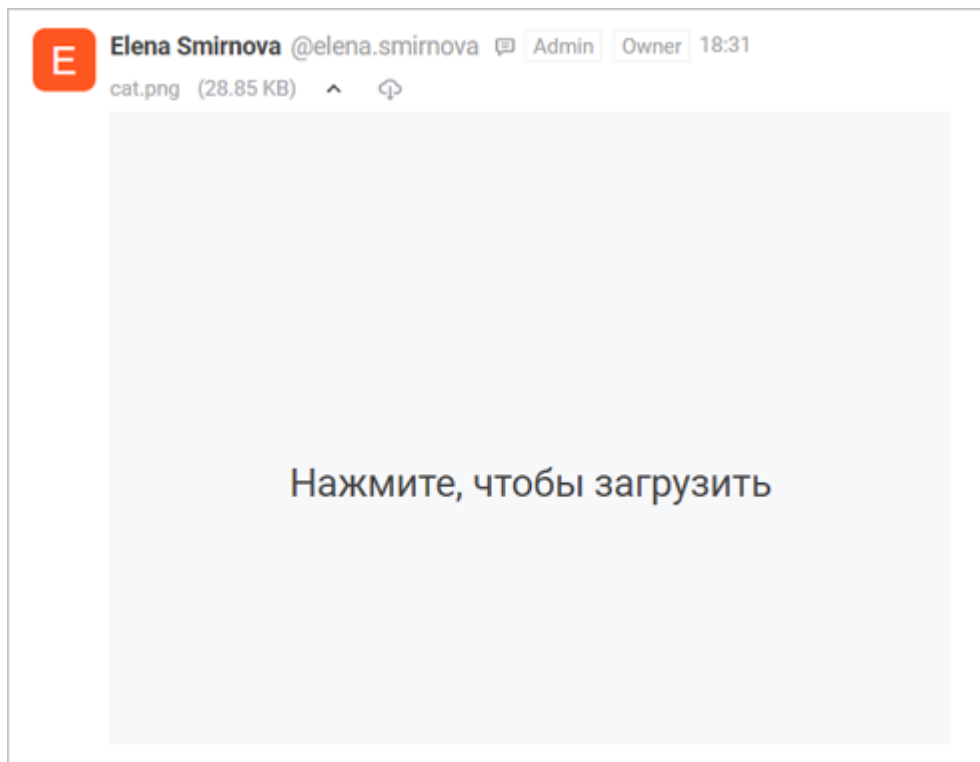 E
Elena Smirnova @elena.smirnova Admin Owner 18:31
cat.png (28.85 KB)
Нажмите, чтобы загрузить